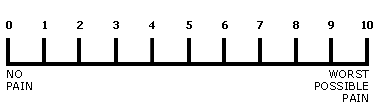 0 1 2 3 4 5 6 7 8 9 10
NO WORST
PAIN POSSIBLE
PAIN